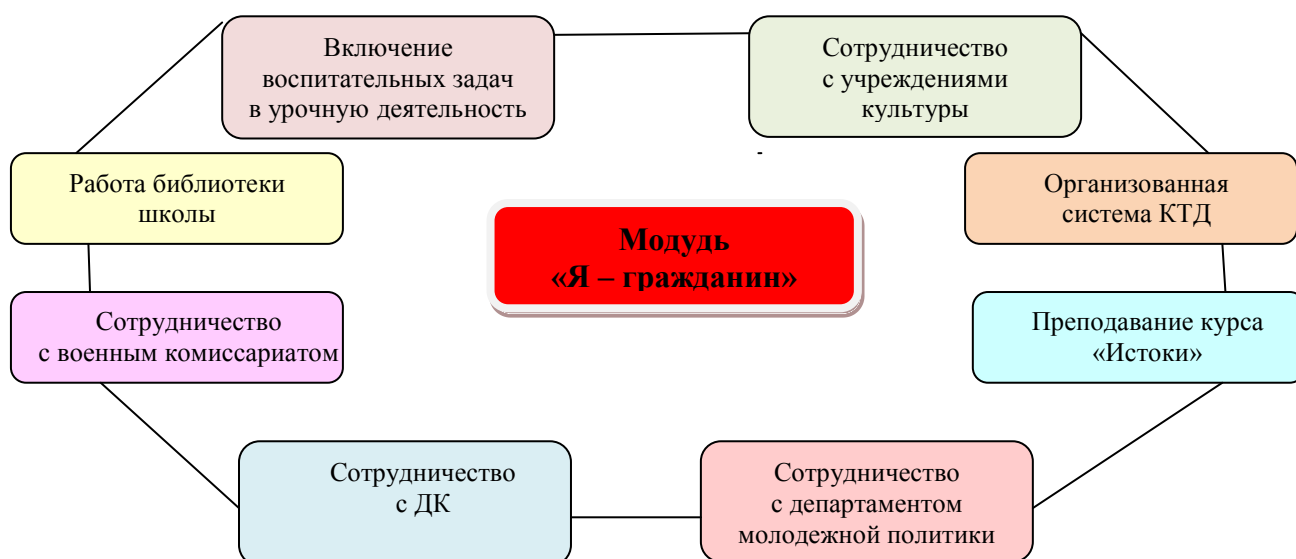 Включение
воспитательных задач
в урочную деятельность
Сотрудничество
с учреждениями
культуры
Работа библиотеки
школы
Организованная
система КТД
Модудь
«Я – гражданин»
Сотрудничество
с военным комиссариатом
Преподавание курса
«Истоки»
Сотрудничество
с ДК
Сотрудничество
с департаментом
молодежной политики